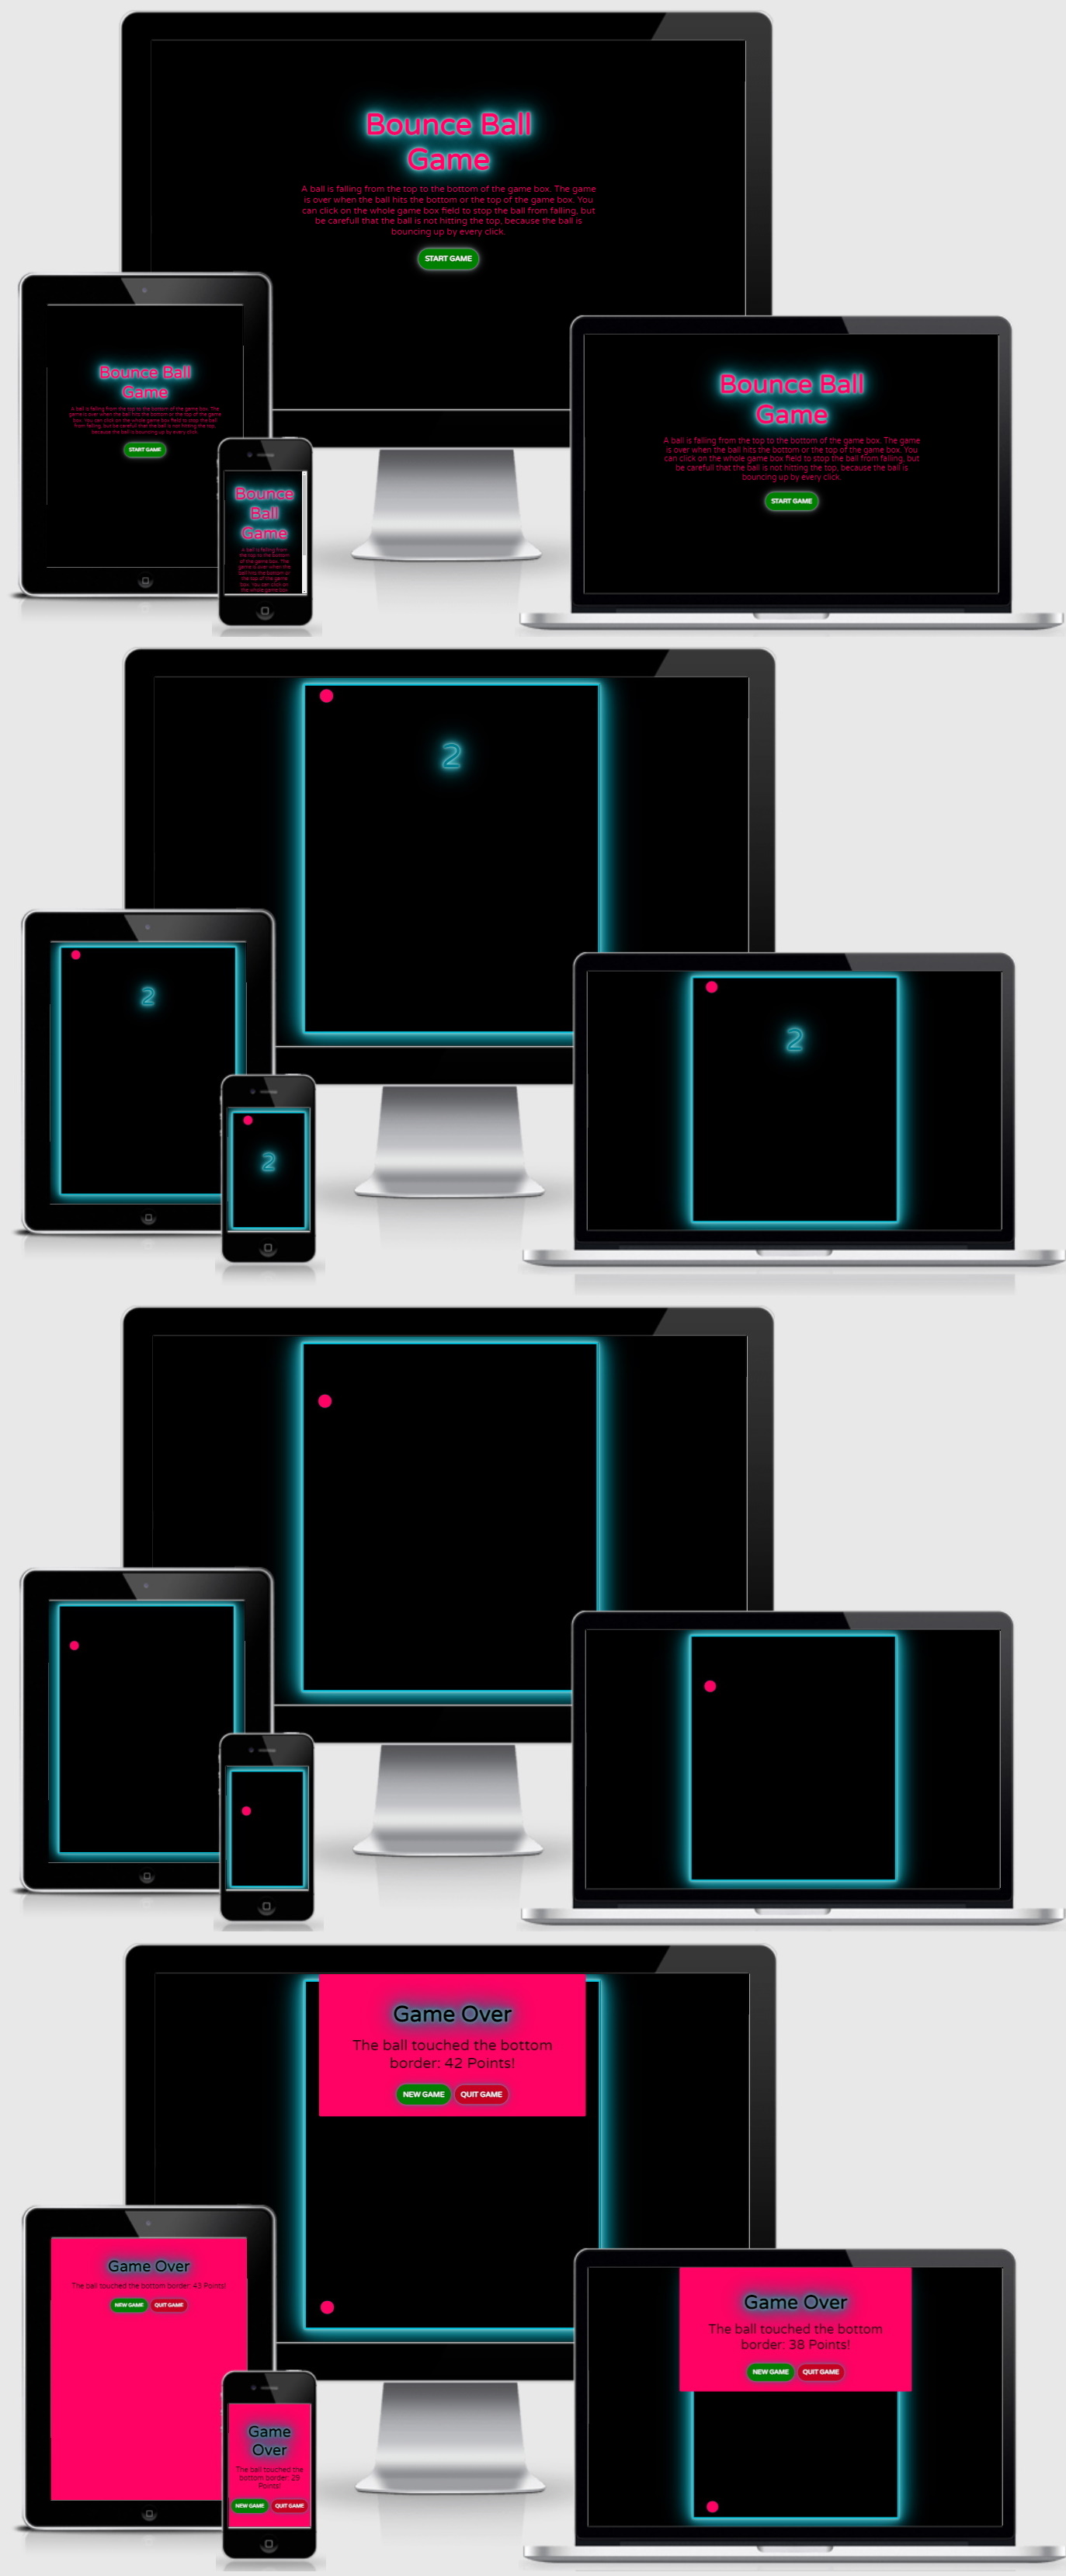 Bounce Ball
Game
A ball is falling from the top to the bottom of the game box. The game
is over when the ball hits the bottom or the top of the game box. You
can click on the whole game box field to stop the ball from falling, but
be carefull that the ball is not hitting the top, because the ball is
bouncing up by every click.
START GAME
Bounce Ball
Game
A ball is falling from the top to the bottom of the game box. The
game is over when the ball hits the bottom or the top of the game
box. You can click on the whole game box field to stop the ball
from falling, but be carefull that the ball is not hitting the top,
because the ball is bouncing up by every click.
START GAME
Bounce
Ball
Game
A ball is falling from
the top to the bottom
of the game box. The
game is over when the
ball hits the bottom or
the top of the game
box. You can click on
the whole game box
Bounce Ball
Game
A ball is falling from the top to the bottom of the game box. The game
is over when the ball hits the bottom or the top of the game box. You
can click on the whole game box field to stop the ball from falling, but
be carefull that the ball is not hitting the top, because the ball is
bouncing up by every click.
START GAME
2
2
2
2
Game Over
The ball touched the bottom
border: 42 Points!
NEW GAME QUIT GAME
Game Over
The ball touched the bottom border: 43 Points!
NEW GAME QUIT GAME
Game
Over
The ball touched the
bottom border: 29
Points!
NEW GAME QUIT GAME
Game Over
The ball touched the bottom
border: 38 Points!
NEW GAME QUIT GAME